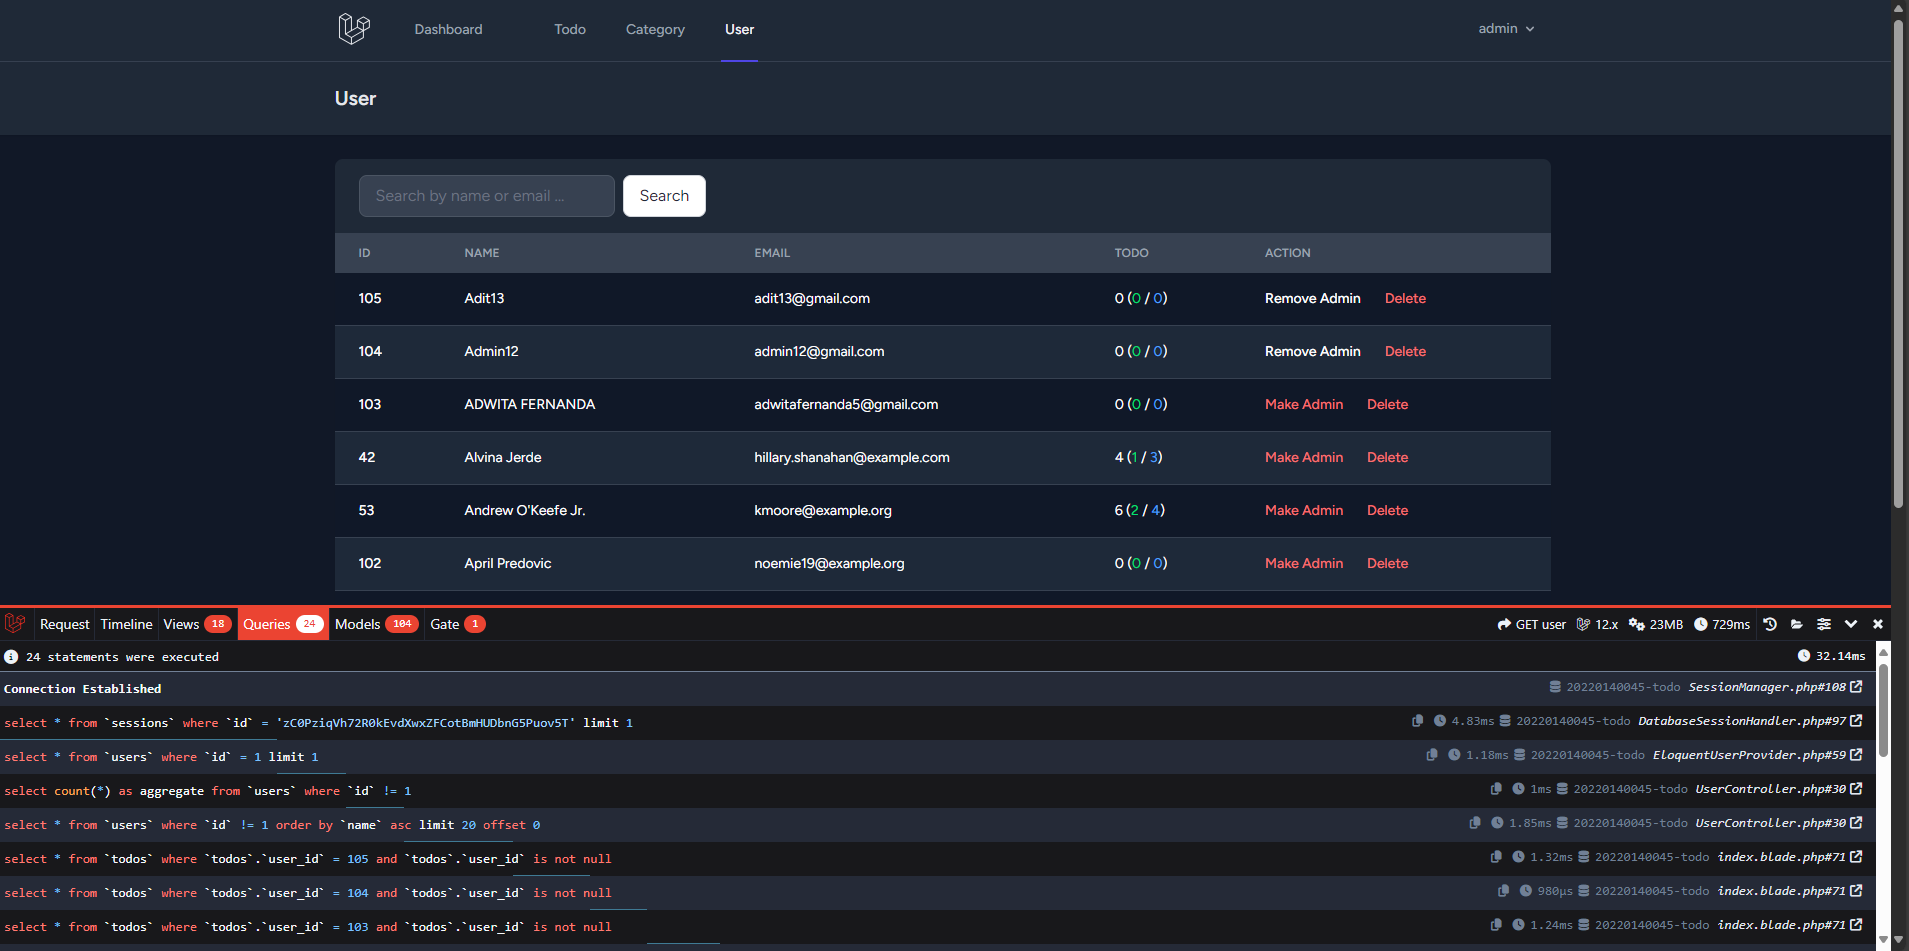 Dashboard Todo Category User admin
User
Search by name or email ... Search
ID NAME EMAIL TODO ACTION
105 Adit13 adit13@gmail.com 0 (0 / 0) Remove Admin Delete
104 Admin12 admin12@gmail.com 0 (0 / 0) Remove Admin Delete
103 ADWITA FERNANDA adwitafernanda5@gmail.com 0 (0 / 0) Make Admin Delete
42 Alvina Jerde hillary.shanahan@example.com 4 (1 / 3) Make Admin Delete
53 Andrew O'Keefe Jr. kmoore@example.org 6 (2 / 4) Make Admin Delete
102 April Predovic noemie19@example.org 0 (0 / 0) Make Admin Delete
Request Timeline Views 18 Queries 24 Models 104 Gate 1 GET user 12.x 23MB 729ms
24 statements were executed 32.14ms
Connection Established 20220140045-todo SessionManager.php#108
select * from `sessions` where `id` = 'zC0PziqVh72R0kEvdXwxZFCotBmHUDbnG5Puov5T' limit 1 4.83ms 20220140045-todo DatabaseSessionHandler.php#97
select * from `users` where `id` = 1 limit 1 1.18ms 20220140045-todo EloquentUserProvider.php#59
select count(*) as aggregate from `users` where `id` != 1 1ms 20220140045-todo UserController.php#30
select * from `users` where `id` != 1 order by `name` asc limit 20 offset 0 1.85ms 20220140045-todo UserController.php#30
select * from `todos` where `todos`.`user_id` = 105 and `todos`.`user_id` is not null 1.32ms 20220140045-todo index.blade.php#71
select * from `todos` where `todos`.`user_id` = 104 and `todos`.`user_id` is not null 980μs 20220140045-todo index.blade.php#71
select * from `todos` where `todos`.`user_id` = 103 and `todos`.`user_id` is not null 1.24ms 20220140045-todo index.blade.php#71